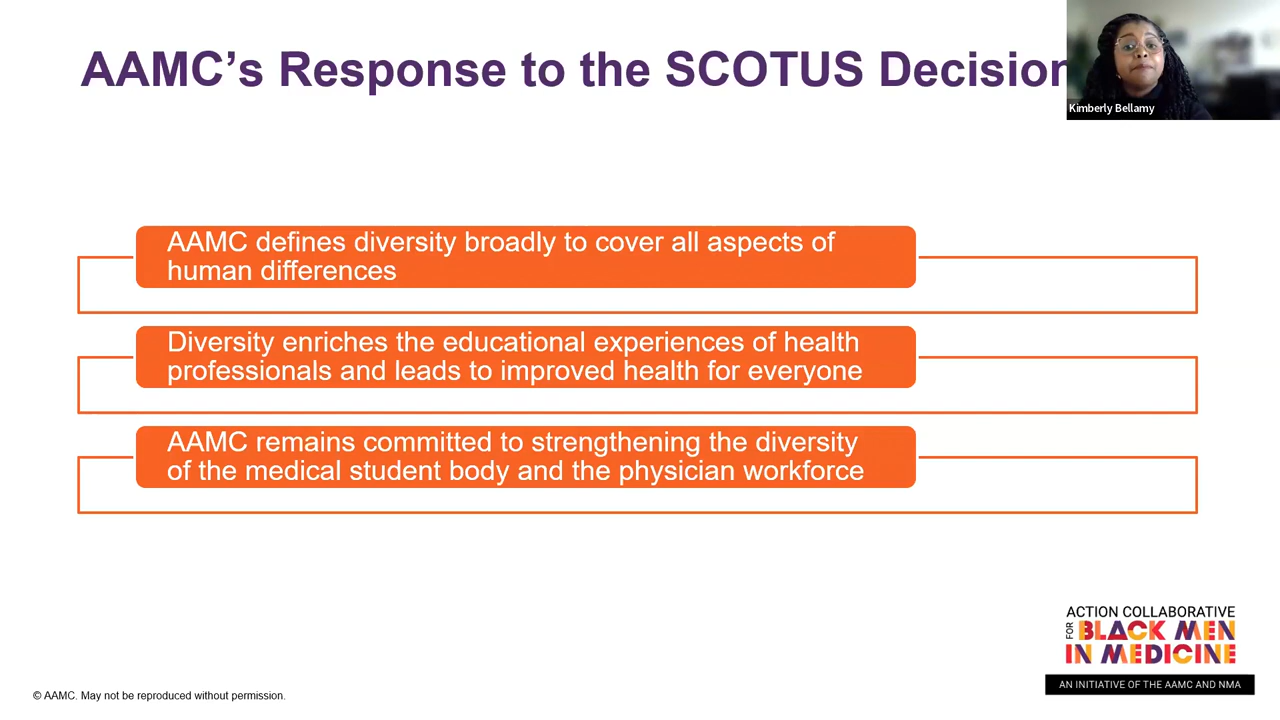 AAMC’s Response to the SCOTUS Decision
Kimberly Bellamy
AAMC defines diversity broadly to cover all aspects of
human differences
Diversity enriches the educational experiences of health
professionals and leads to improved health for everyone
AAMC remains committed to strengthening the diversity
of the medical student body and the physician workforce
ACTION COLLABORATIVE
FOR BLACK MEN
IN MEDICINE
AN INITIATIVE OF THE AAMC AND NMA
© AAMC. May not be reproduced without permission.